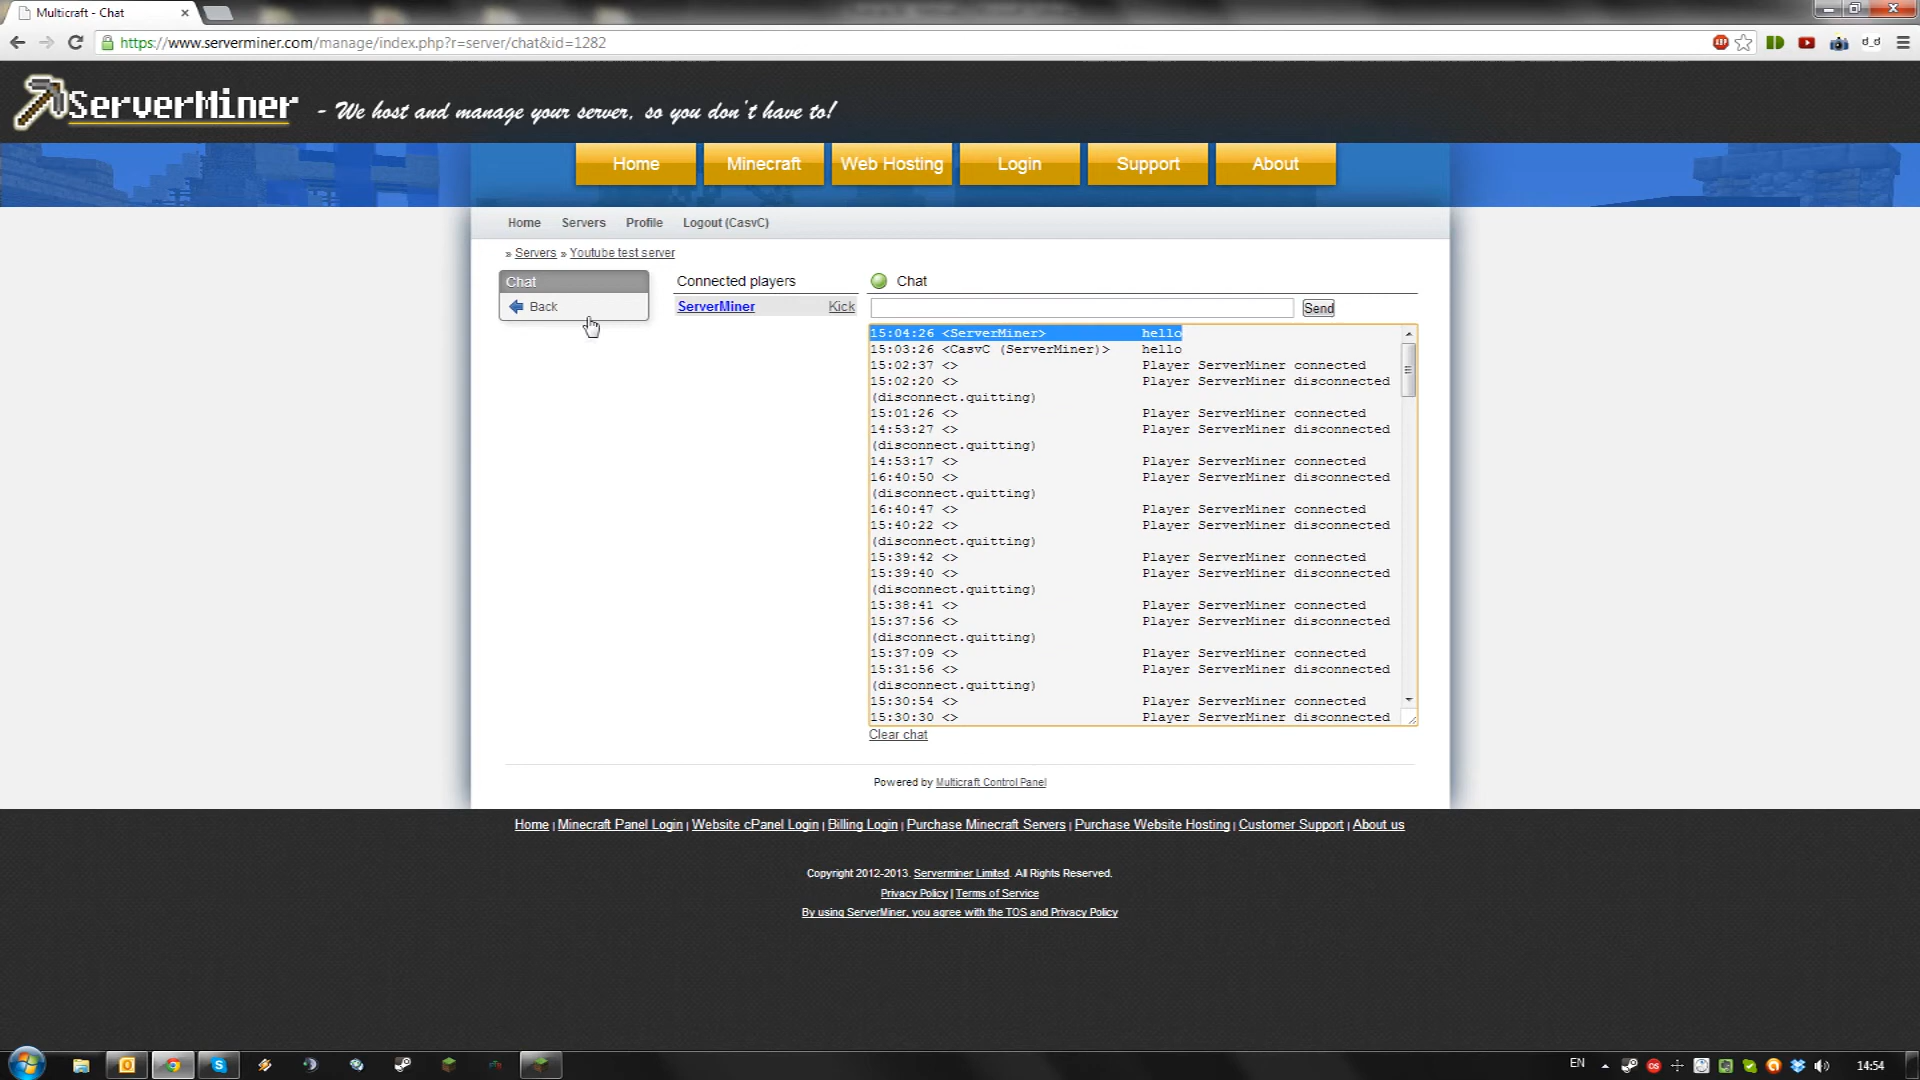 Multicraft - Chat
https://www.serverminer.com/manage/index.php?r=server/chat&id=1282
ServerMiner - We host and manage your server, so you don't have to!
Home Minecraft Web Hosting Login Support About
Home Servers Profile Logout (CasvC)
» Servers » Youtube test server
Chat
Back
Connected players
ServerMiner Kick
Chat
Send
15:04:26 <ServerMiner> hello
15:03:26 <CasvC (ServerMiner)> hello
15:02:37 <> Player ServerMiner connected
15:02:20 <> Player ServerMiner disconnected
(disconnect.quitting)
15:01:26 <> Player ServerMiner connected
14:53:27 <> Player ServerMiner disconnected
(disconnect.quitting)
14:53:17 <> Player ServerMiner connected
16:40:50 <> Player ServerMiner disconnected
(disconnect.quitting)
16:40:47 <> Player ServerMiner connected
15:40:22 <> Player ServerMiner disconnected
(disconnect.quitting)
15:39:42 <> Player ServerMiner connected
15:39:40 <> Player ServerMiner disconnected
(disconnect.quitting)
15:38:41 <> Player ServerMiner connected
15:37:56 <> Player ServerMiner disconnected
(disconnect.quitting)
15:37:09 <> Player ServerMiner connected
15:31:56 <> Player ServerMiner disconnected
(disconnect.quitting)
15:30:54 <> Player ServerMiner connected
15:30:30 <> Player ServerMiner disconnected
Clear chat
Powered by Multicraft Control Panel
Home | Minecraft Panel Login | Website cPanel Login | Billing Login | Purchase Minecraft Servers | Purchase Website Hosting | Customer Support | About us
Copyright 2012-2013. Serverminer Limited. All Rights Reserved.
Privacy Policy | Terms of Service
By using ServerMiner, you agree with the TOS and Privacy Policy
EN 14:54